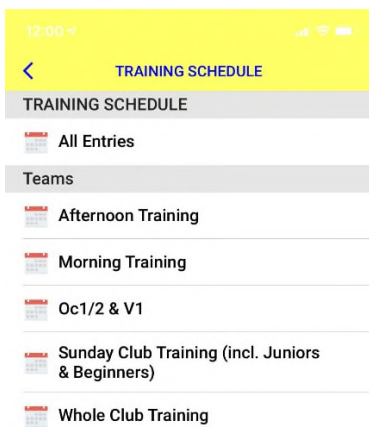 12:00
TRAINING SCHEDULE
TRAINING SCHEDULE
All Entries
Teams
Afternoon Training
Morning Training
Oc1/2 & V1
Sunday Club Training (incl. Juniors
& Beginners)
Whole Club Training